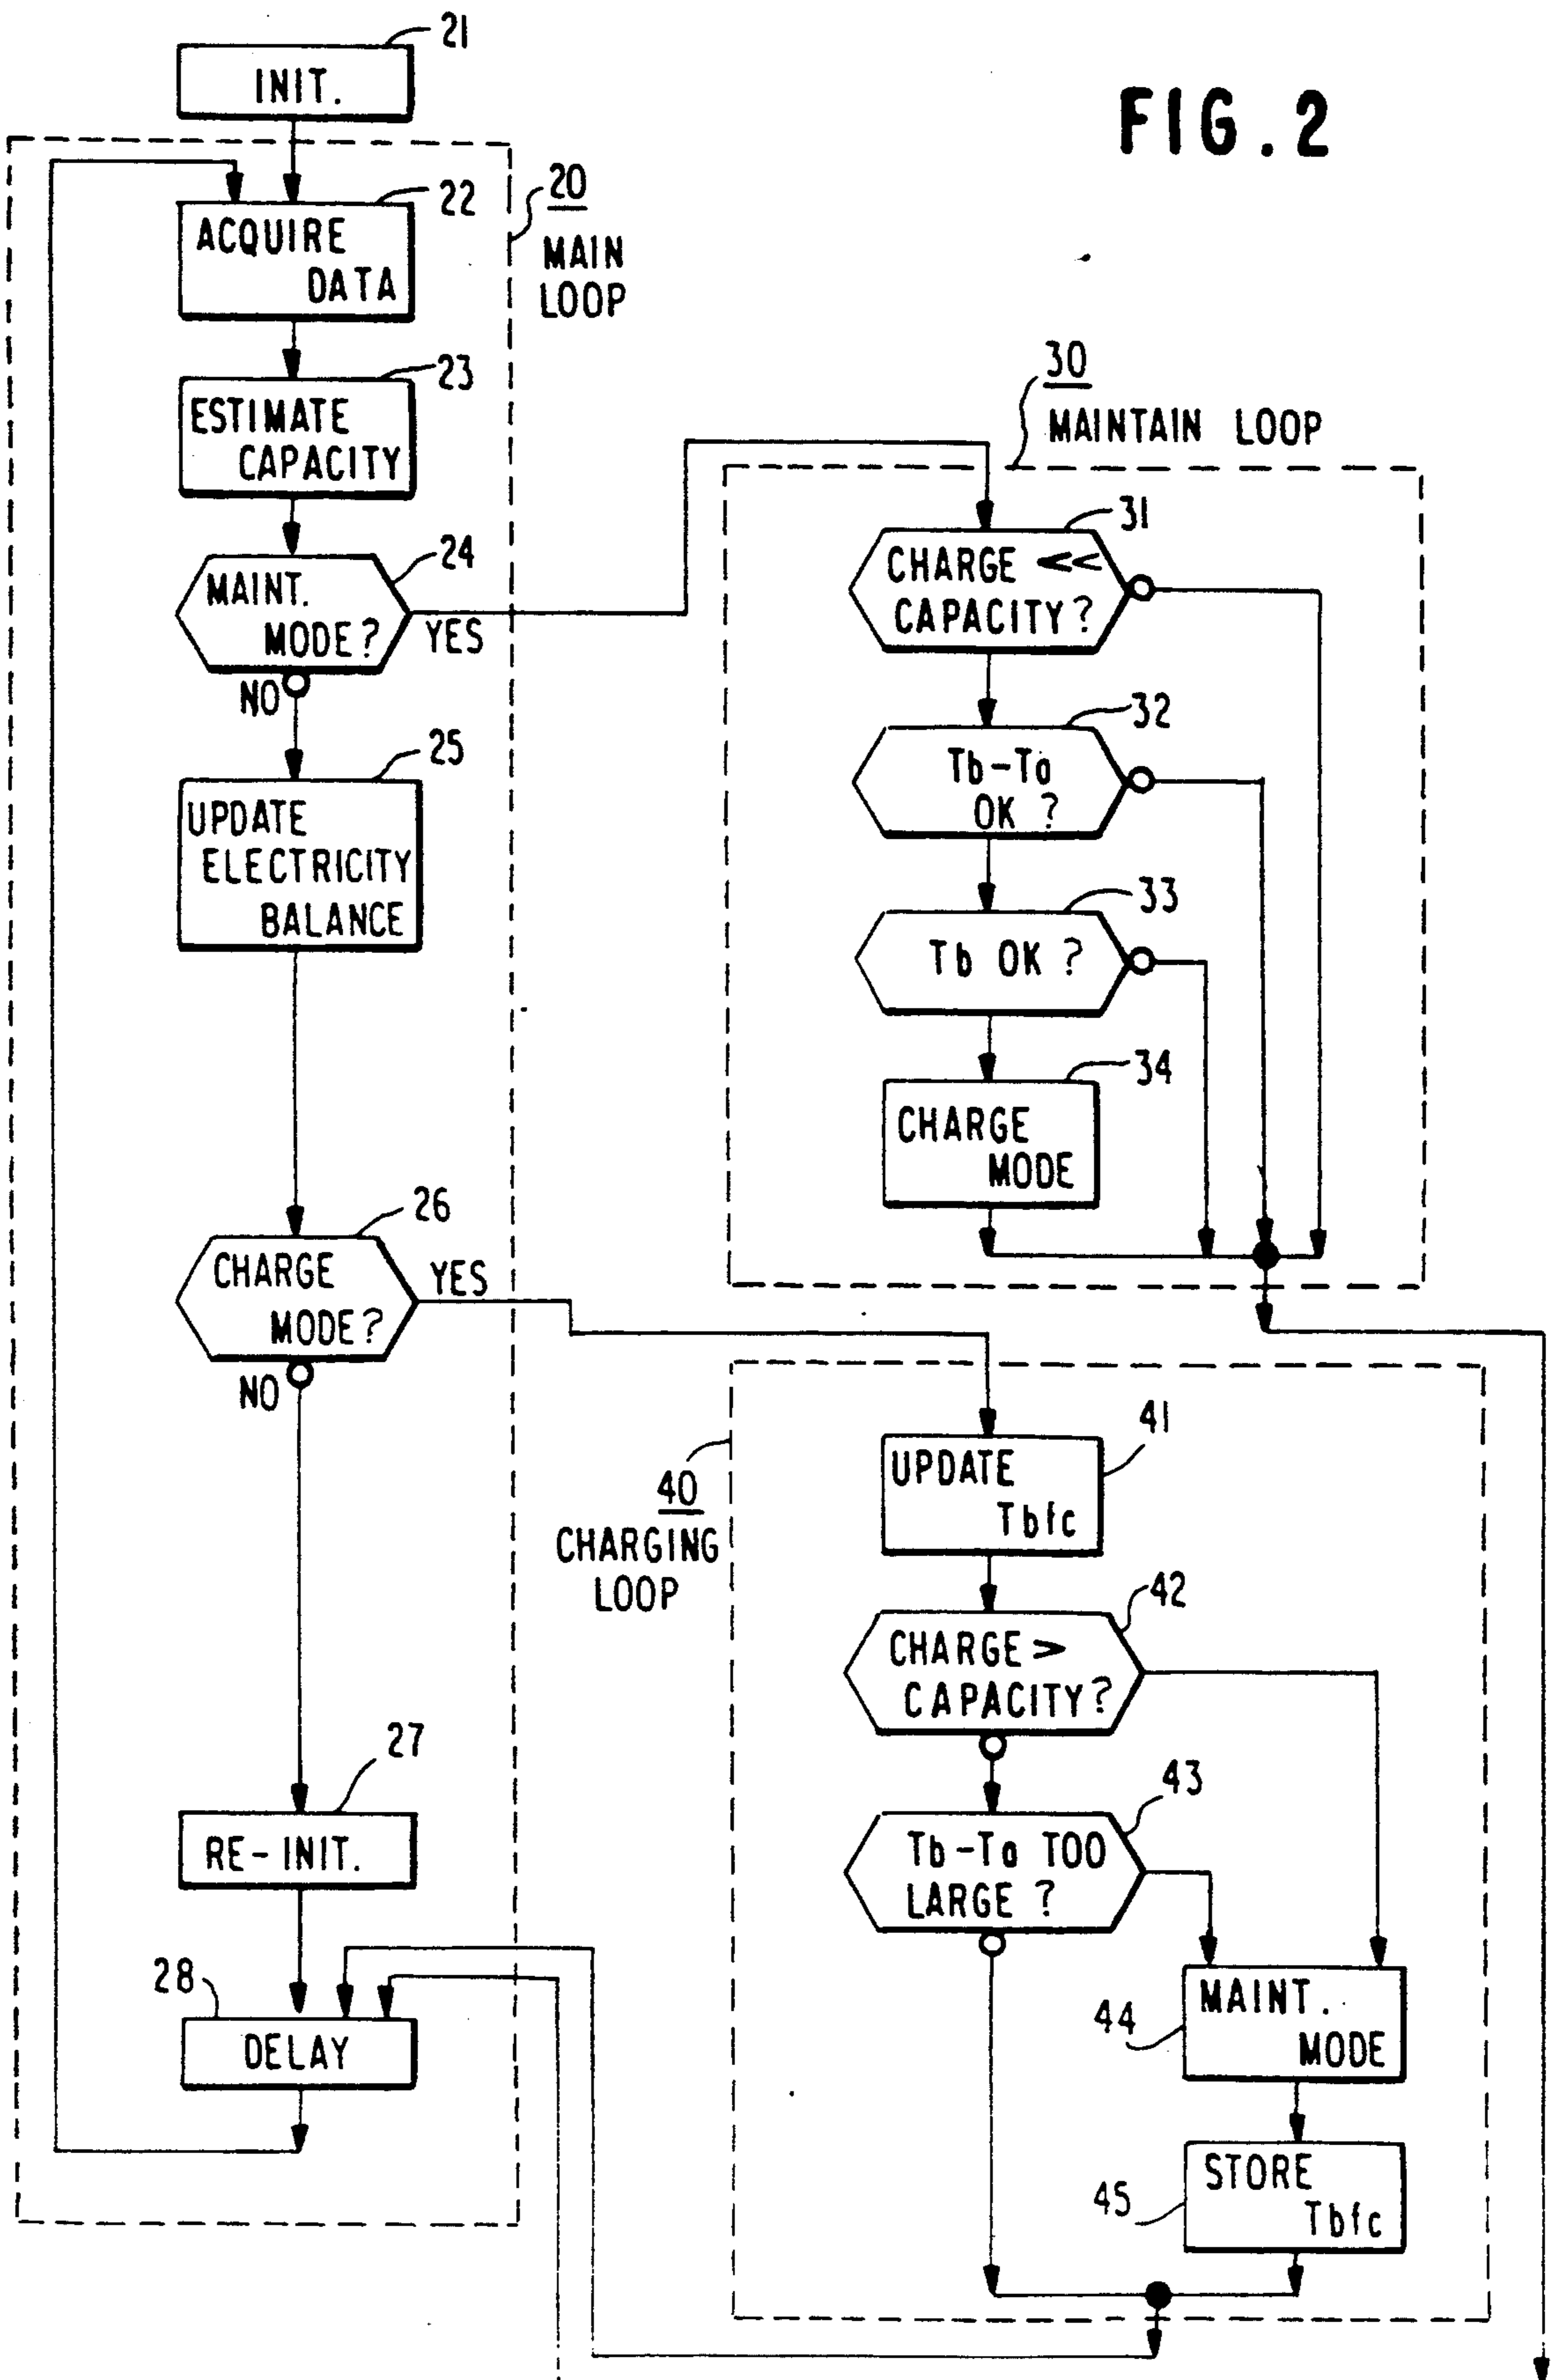 FIG. 2
21
INIT.
20
MAIN
LOOP
22
ACQUIRE
DATA
23
ESTIMATE
CAPACITY
24
MAINT.
MODE?
YES
NO
25
UPDATE
ELECTRICITY
BALANCE
26
CHARGE
MODE?
YES
NO
27
RE-INIT.
28
DELAY
30
MAINTAIN LOOP
31
CHARGE <<
CAPACITY?
32
Tb-Ta
OK ?
33
Tb OK ?
34
CHARGE
MODE
40
CHARGING
LOOP
41
UPDATE
Tbfc
42
CHARGE >
CAPACITY?
43
Tb-Ta TOO
LARGE ?
44
MAINT.
MODE
45
STORE
Tbfc